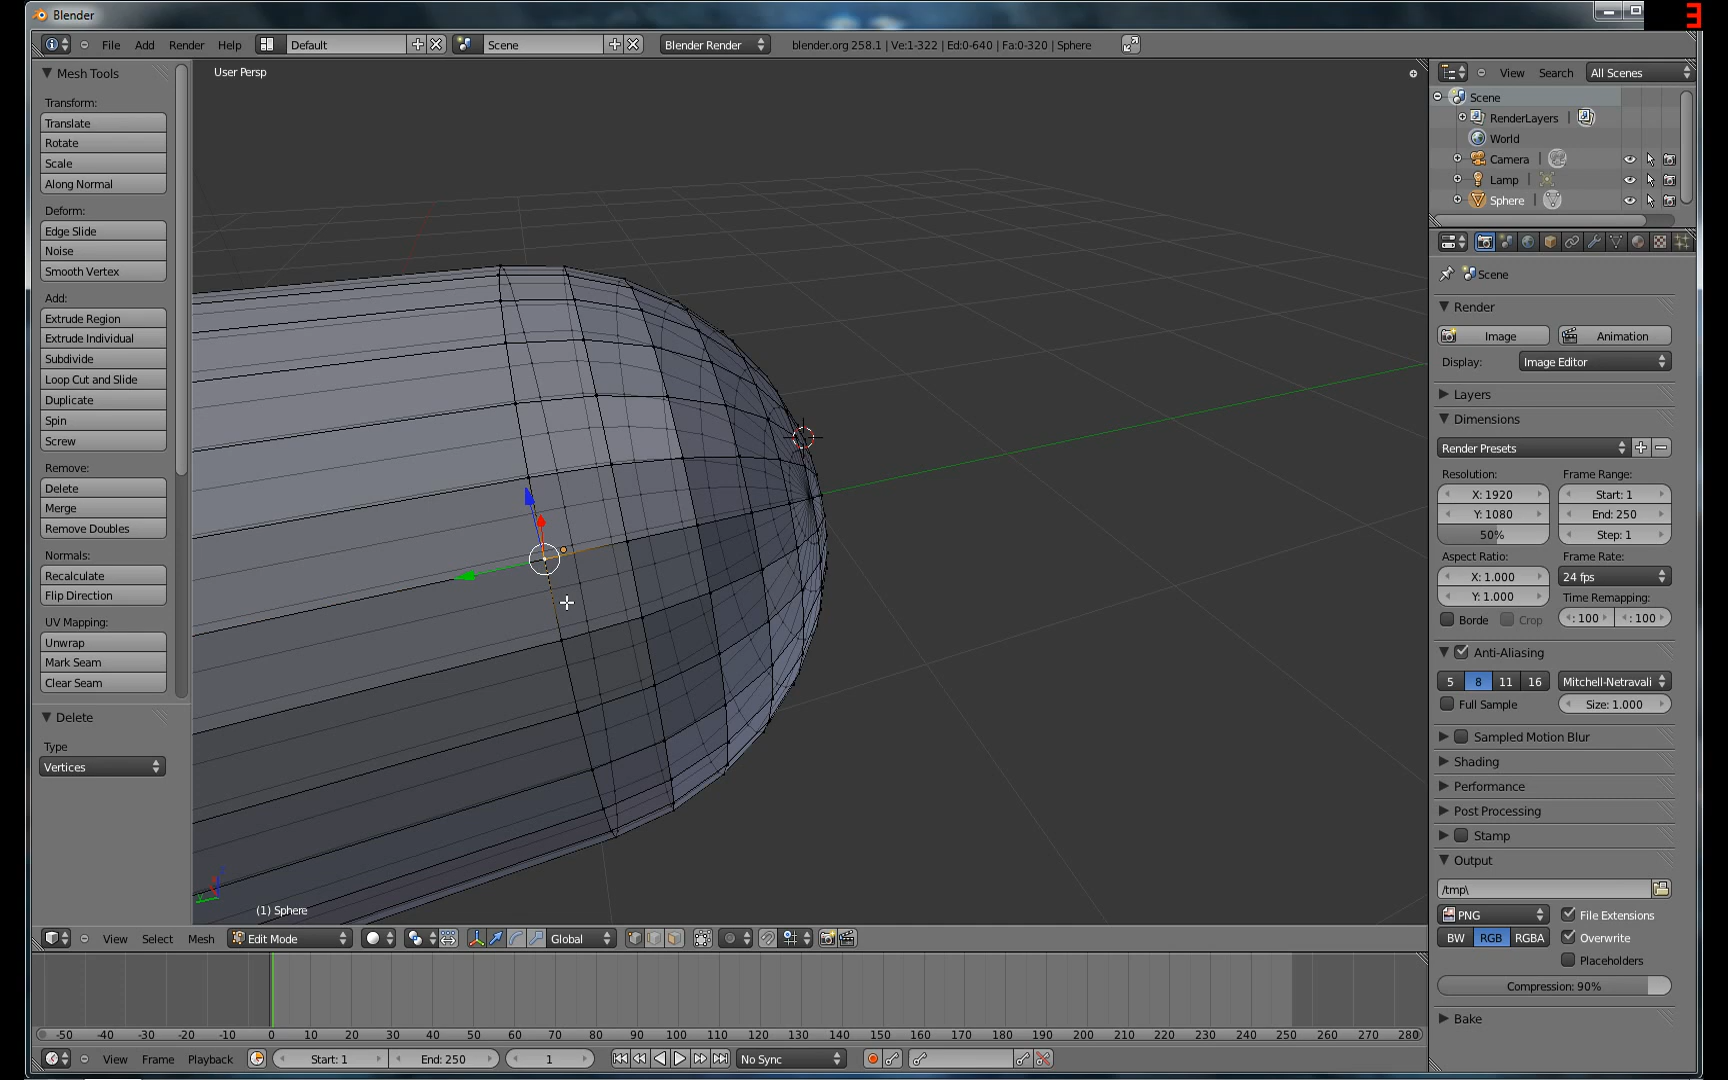 Blender
3
File Add Render Help Default Scene Blender Render blender.org 258.1 | Ve:1-322 | Ed:0-640 | Fa:0-320 | Sphere
Mesh Tools
Transform:
Translate
Rotate
Scale
Along Normal
Deform:
Edge Slide
Noise
Smooth Vertex
Add:
Extrude Region
Extrude Individual
Subdivide
Loop Cut and Slide
Duplicate
Spin
Screw
Remove:
Delete
Merge
Remove Doubles
Normals:
Recalculate
Flip Direction
UV Mapping:
Unwrap
Mark Seam
Clear Seam
Delete
Type
Vertices
User Persp
(1) Sphere
View Select Mesh Edit Mode Global
-50 -40 -30 -20 -10 0 10 20 30 40 50 60 70 80 90 100 110 120 130 140 150 160 170 180 190 200 210 220 230 240 250 260 270 280
View Frame Playback Start: 1 End: 250 1 No Sync
View Search All Scenes
Scene
RenderLayers |
World
Camera |
Lamp |
Sphere |
Scene
Render
Image Animation
Display: Image Editor
Layers
Dimensions
Render Presets
Resolution: Frame Range:
X: 1920 Start: 1
Y: 1080 End: 250
50% Step: 1
Aspect Ratio: Frame Rate:
X: 1.000 24 fps
Y: 1.000 Time Remapping:
Borde Crop : 100 : 100
Anti-Aliasing
5 8 11 16 Mitchell-Netravali
Full Sample Size: 1.000
Sampled Motion Blur
Shading
Performance
Post Processing
Stamp
Output
/tmp\
PNG File Extensions
BW RGB RGBA Overwrite
Placeholders
Compression: 90%
Bake